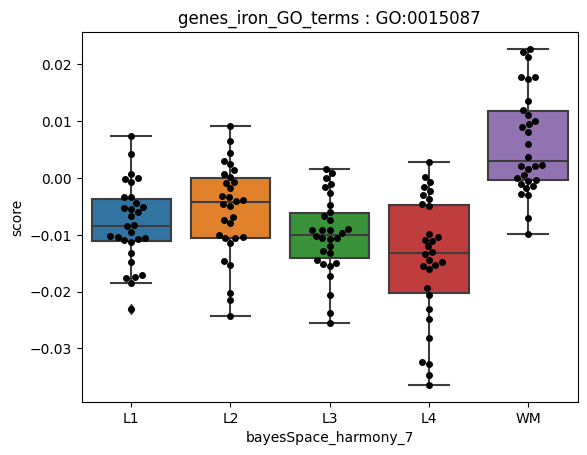 genes_iron_GO_terms : GO:0015087
0.02
0.01
0.00
−0.01
−0.02
−0.03
score
L1 L2 L3 L4 WM
bayesSpace_harmony_7